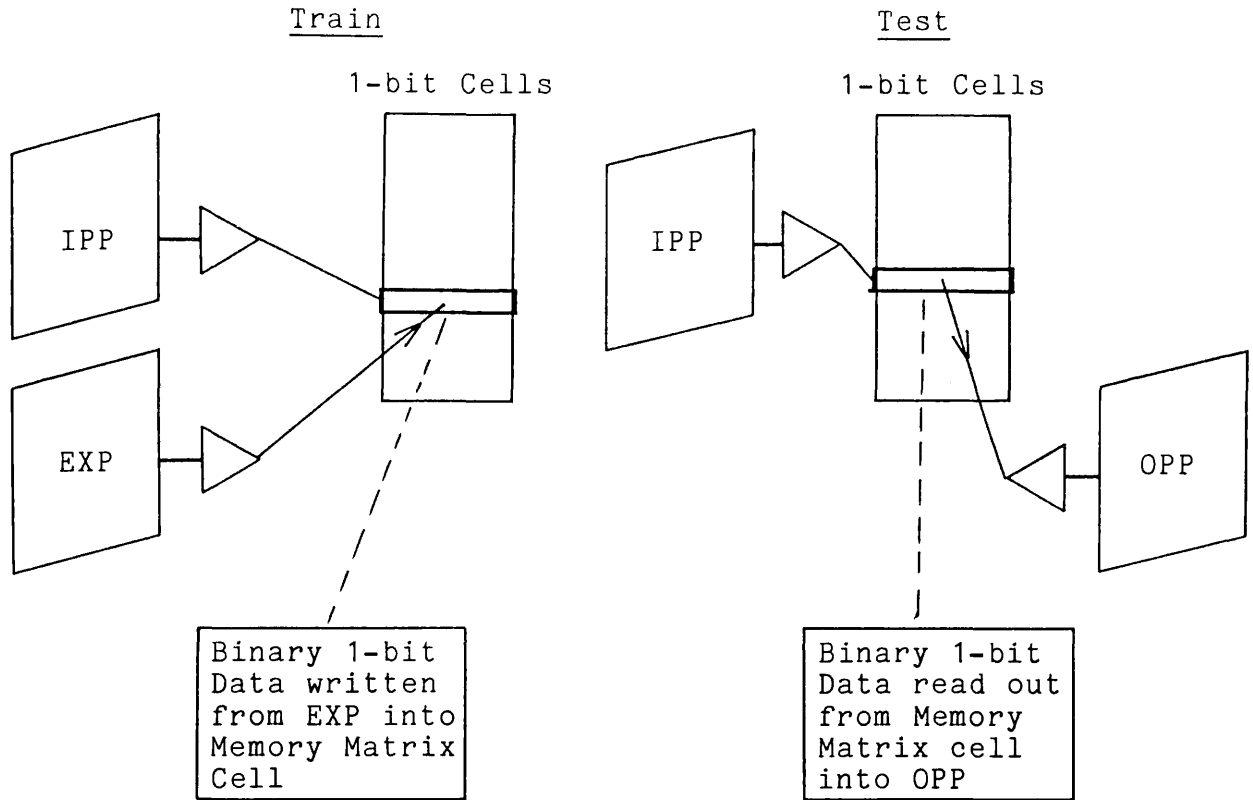 Train
1-bit Cells
IPP
EXP
Binary 1-bit
Data written
from EXP into
Memory Matrix
Cell
Test
1-bit Cells
IPP
OPP
Binary 1-bit
Data read out
from Memory
Matrix cell
into OPP